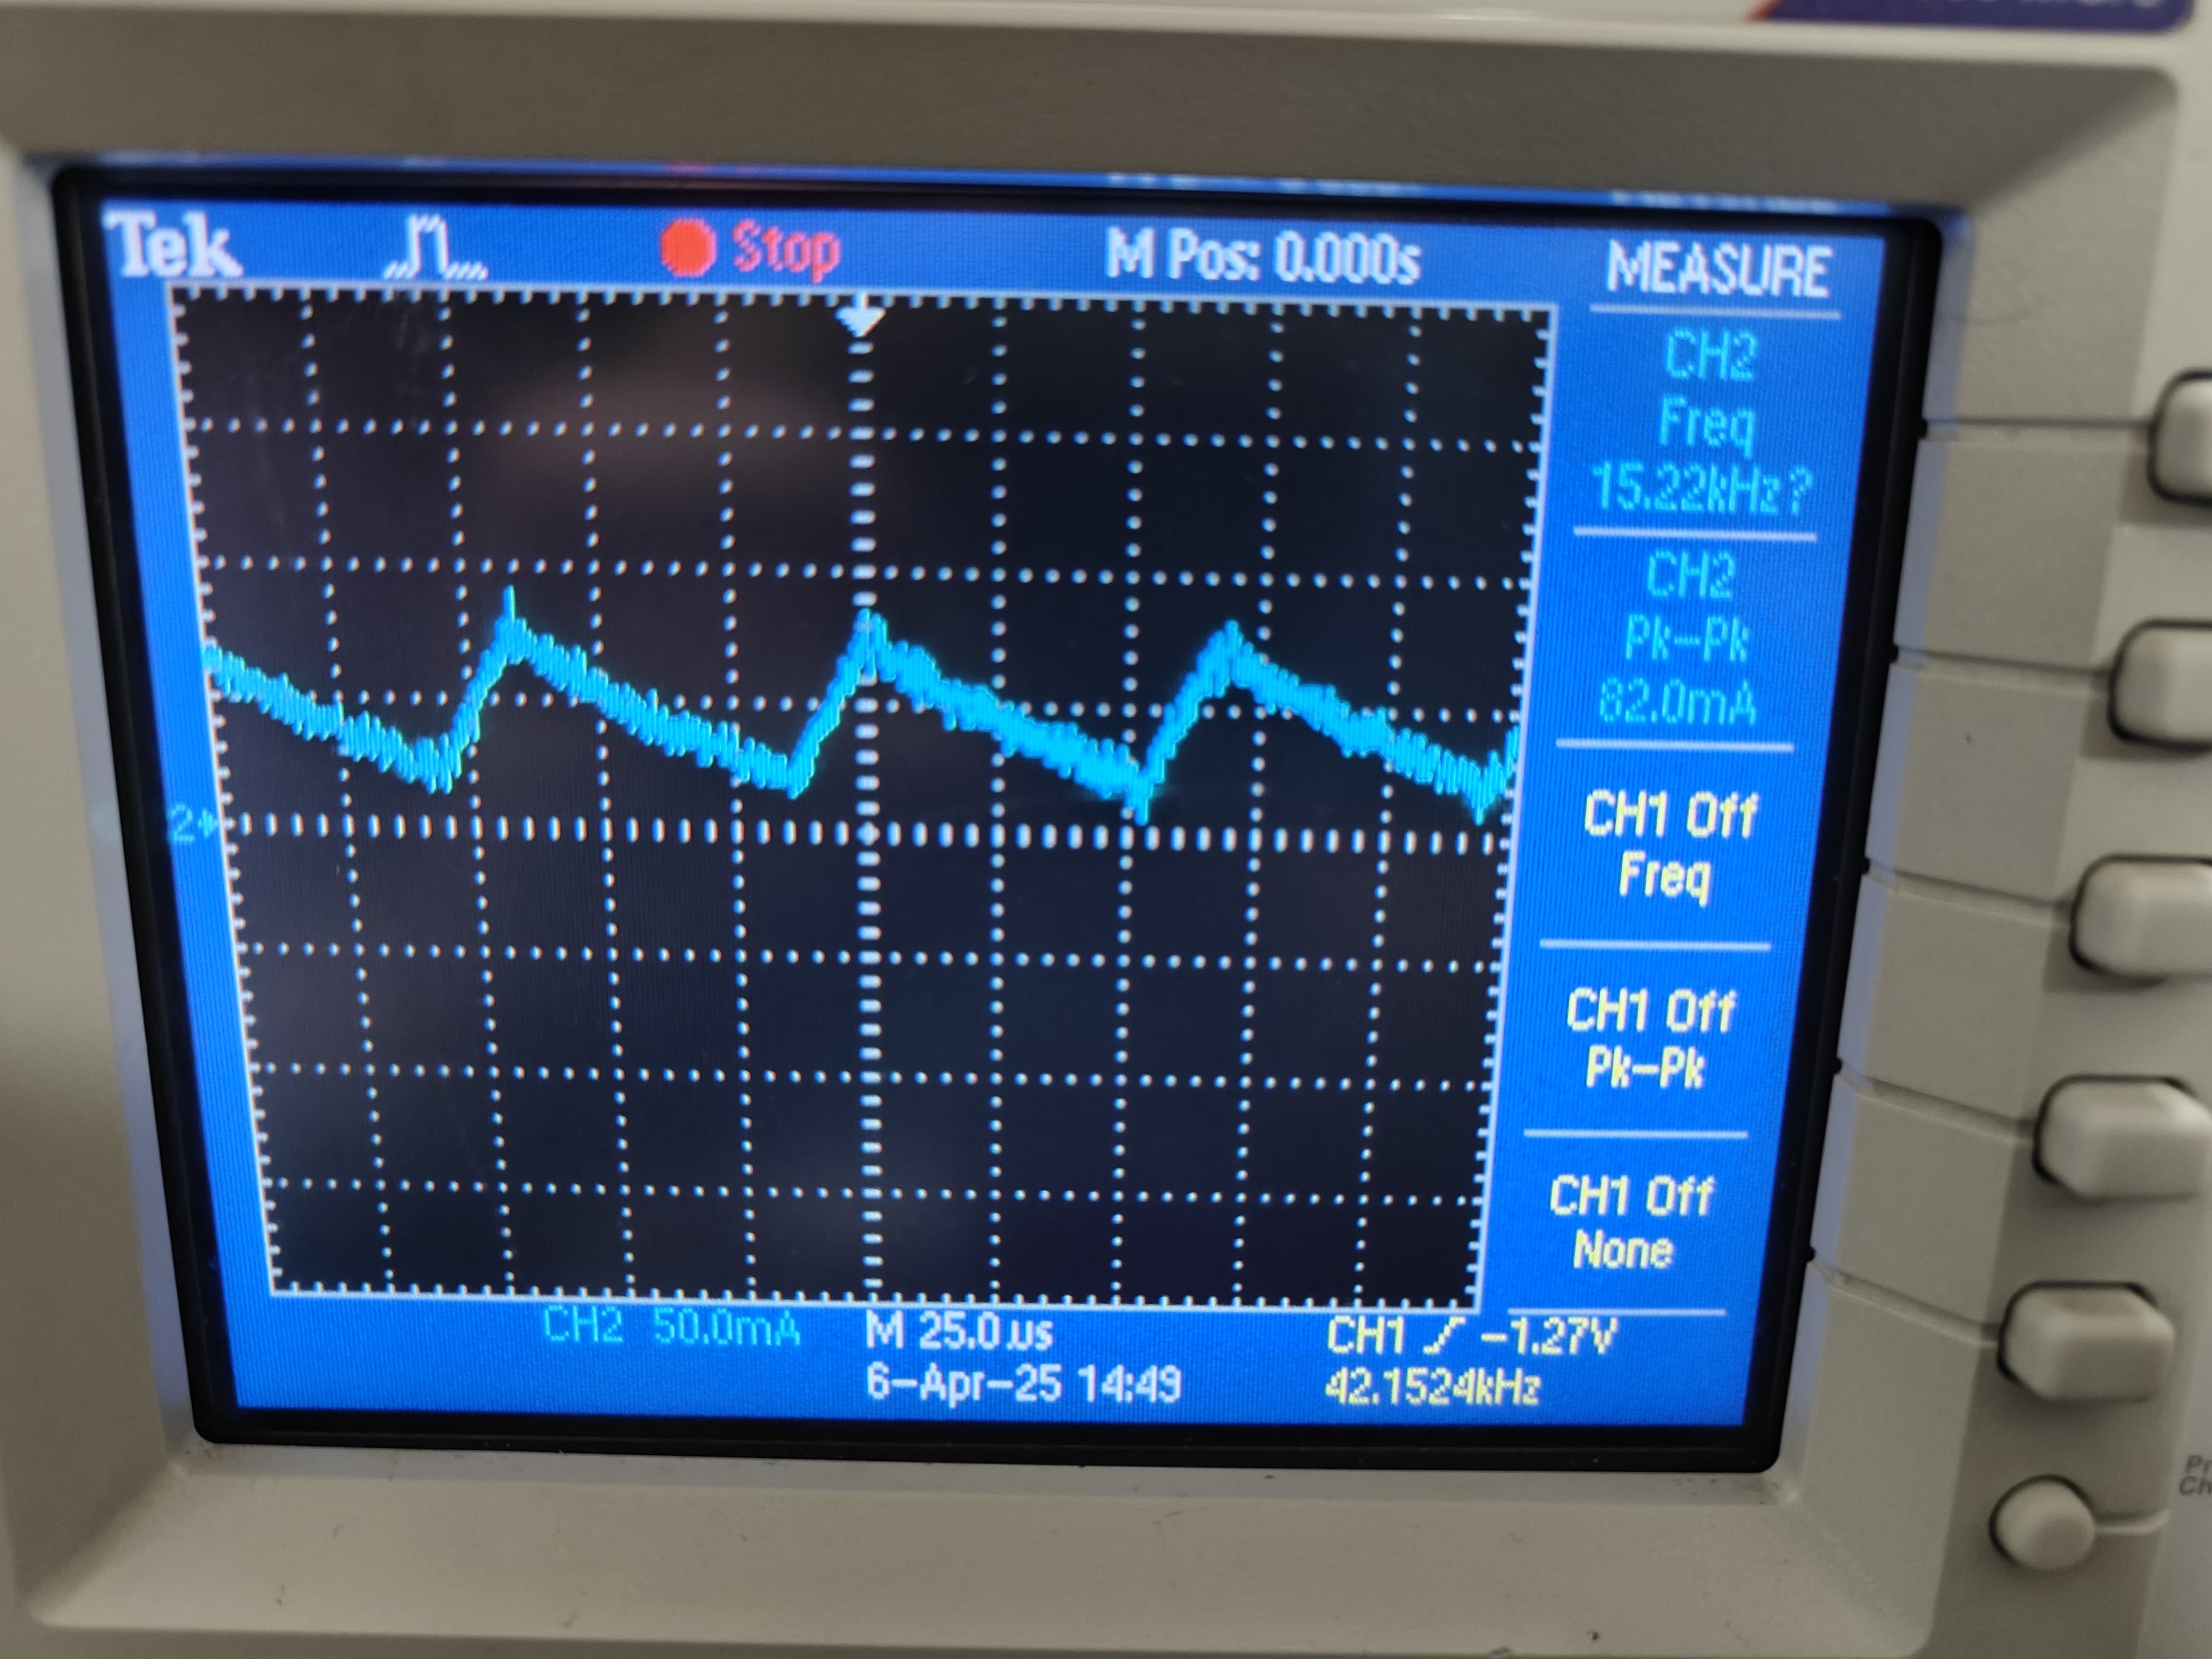 Tek Stop M Pos: 0.000s MEASURE
CH2
Freq
15.22kHz?
CH2
Pk-Pk
82.0mA
2
CH1 Off
Freq
CH1 Off
Pk-Pk
CH1 Off
None
CH2 50.0mA M 25.0us CH1 -1.27V
6-Apr-25 14:49 42.1524kHz